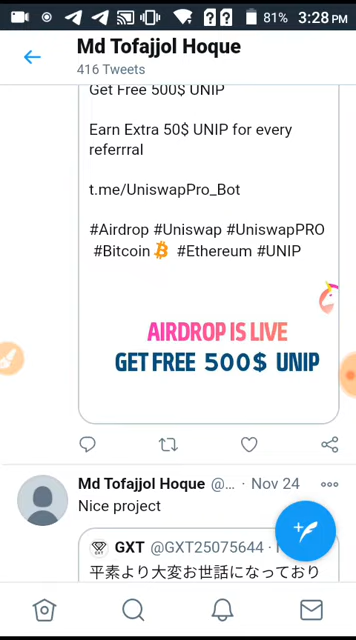 81% 3:28 PM
Md Tofajjol Hoque
416 Tweets
Get Free 500$ UNIP
Earn Extra 50$ UNIP for every
referrral
t.me/UniswapPro_Bot
#Airdrop #Uniswap #UniswapPRO
#Bitcoin #Ethereum #UNIP
AIRDROP IS LIVE
GET FREE 500$ UNIP
Md Tofajjol Hoque @... · Nov 24
Nice project
GXT @GXT25075644 ·
平素より大変お世話になっており